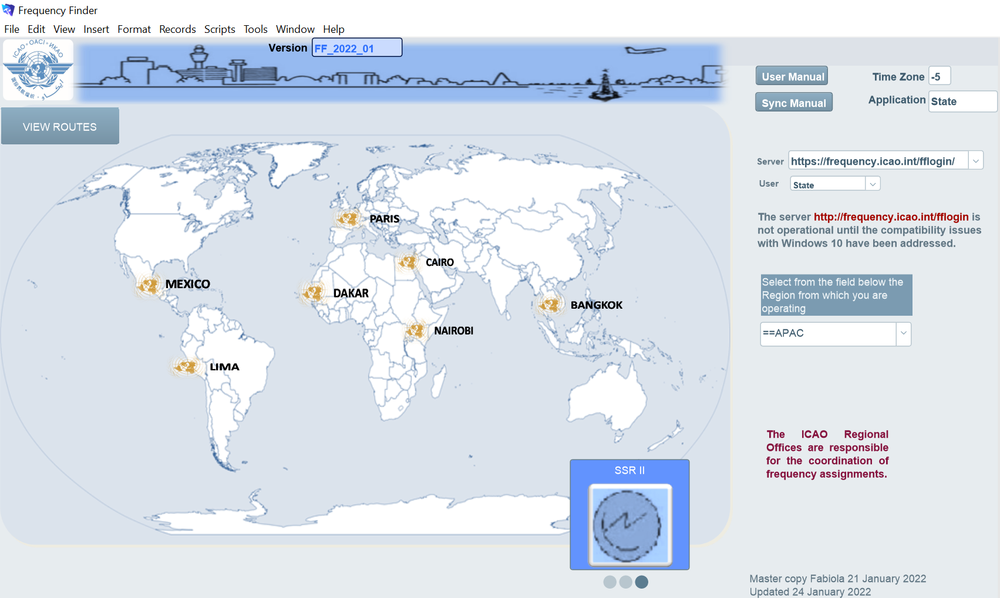 Frequency Finder
File Edit View Insert Format Records Scripts Tools Window Help
Version FF_2022_01
ICAO · OACI · ИКАО
User Manual
Time Zone -5
Sync Manual
Application State
VIEW ROUTES
Server https://frequency.icao.int/fflogin/
User State
The server http://frequency.icao.int/fflogin is
not operational until the compatibility issues
with Windows 10 have been addressed.
PARIS
CAIRO
MEXICO
DAKAR
BANGKOK
NAIROBI
LIMA
Select from the field below the
Region from which you are
operating
==APAC
The ICAO Regional
Offices are responsible
for the coordination of
frequency assignments.
SSR II
Master copy Fabiola 21 January 2022
Updated 24 January 2022